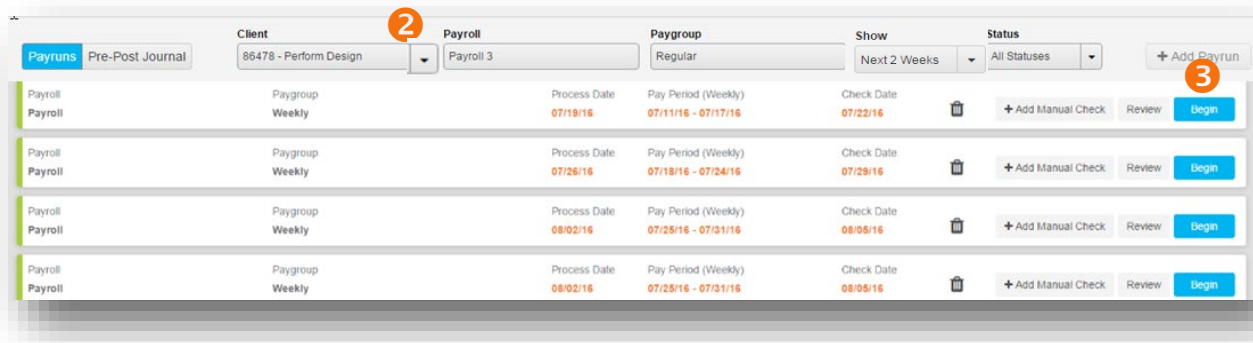 Client Payroll Paygroup Show Status
2
Payruns Pre-Post Journal 86478 - Perform Design Payroll 3 Regular Next 2 Weeks All Statuses + Add Payrun
3
Payroll Paygroup Process Date Pay Period (Weekly) Check Date
Payroll Weekly 07/19/16 07/11/16 - 07/17/16 07/22/16 + Add Manual Check Review Begin
Payroll Paygroup Process Date Pay Period (Weekly) Check Date
Payroll Weekly 07/26/16 07/18/16 - 07/24/16 07/29/16 + Add Manual Check Review Begin
Payroll Paygroup Process Date Pay Period (Weekly) Check Date
Payroll Weekly 08/02/16 07/25/16 - 07/31/16 08/05/16 + Add Manual Check Review Begin
Payroll Paygroup Process Date Pay Period (Weekly) Check Date
Payroll Weekly 08/02/16 07/25/16 - 07/31/16 08/05/16 + Add Manual Check Review Begin